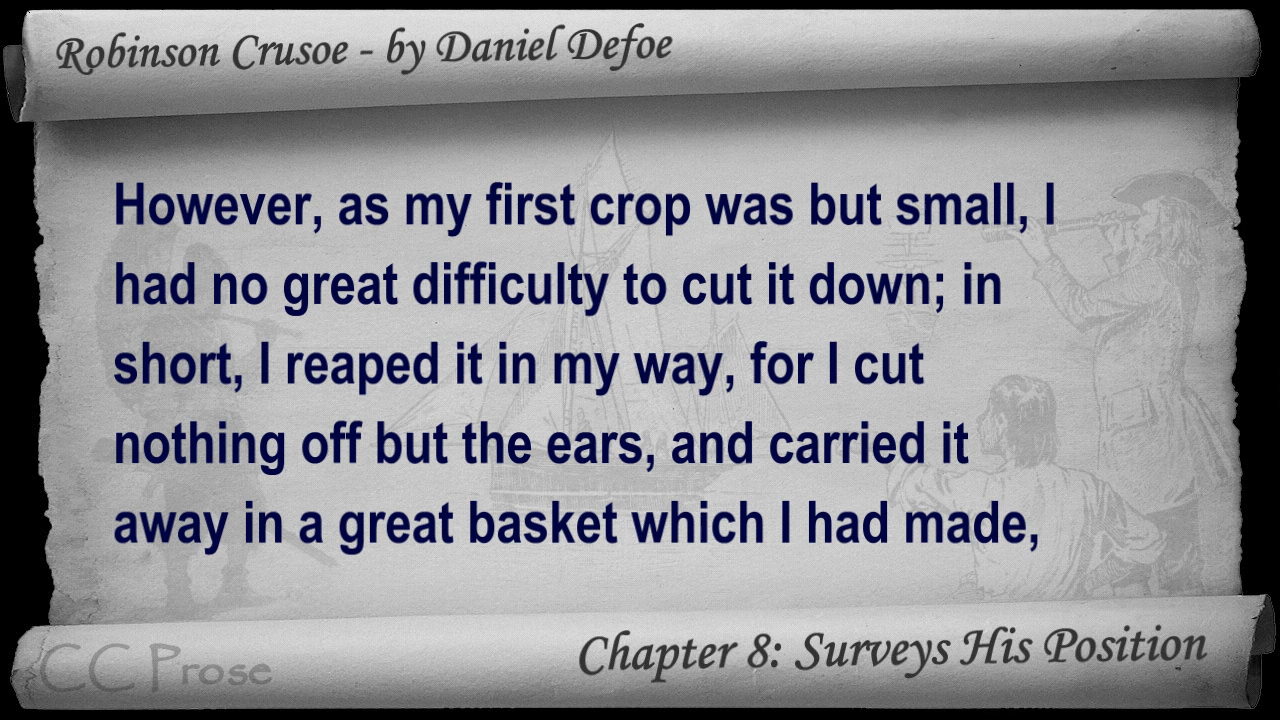 Robinson Crusoe - by Daniel Defoe
However, as my first crop was but small, I
had no great difficulty to cut it down; in
short, I reaped it in my way, for I cut
nothing off but the ears, and carried it
away in a great basket which I had made,
Chapter 8: Surveys His Position
CC Prose